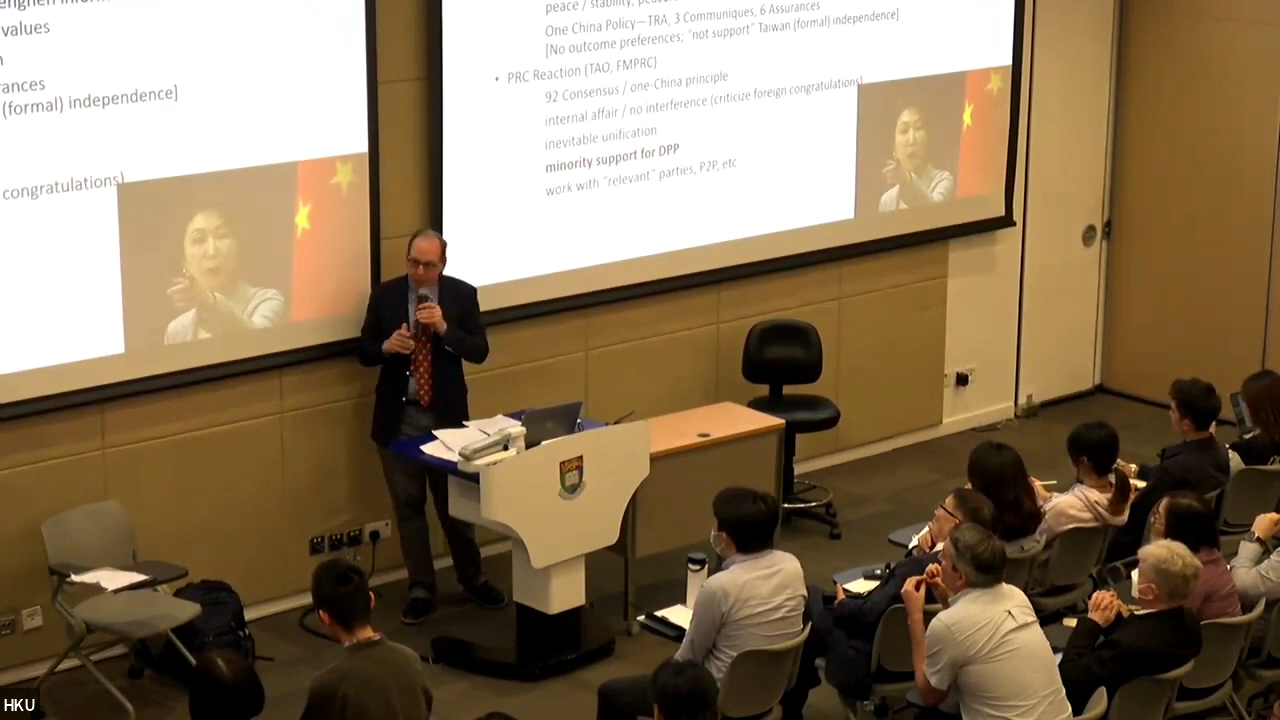 values
ances
(formal) independence]
congratulations)
peace / stability,
One China Policy—TRA, 3 Communiques, 6 Assurances
[No outcome preferences; "not support" Taiwan (formal) independence]
• PRC Reaction (TAO, FMPRC)
92 Consensus / one-China principle
internal affair / no interference (criticize foreign congratulations)
inevitable unification
minority support for DPP
work with "relevant" parties, P2P, etc
HKU